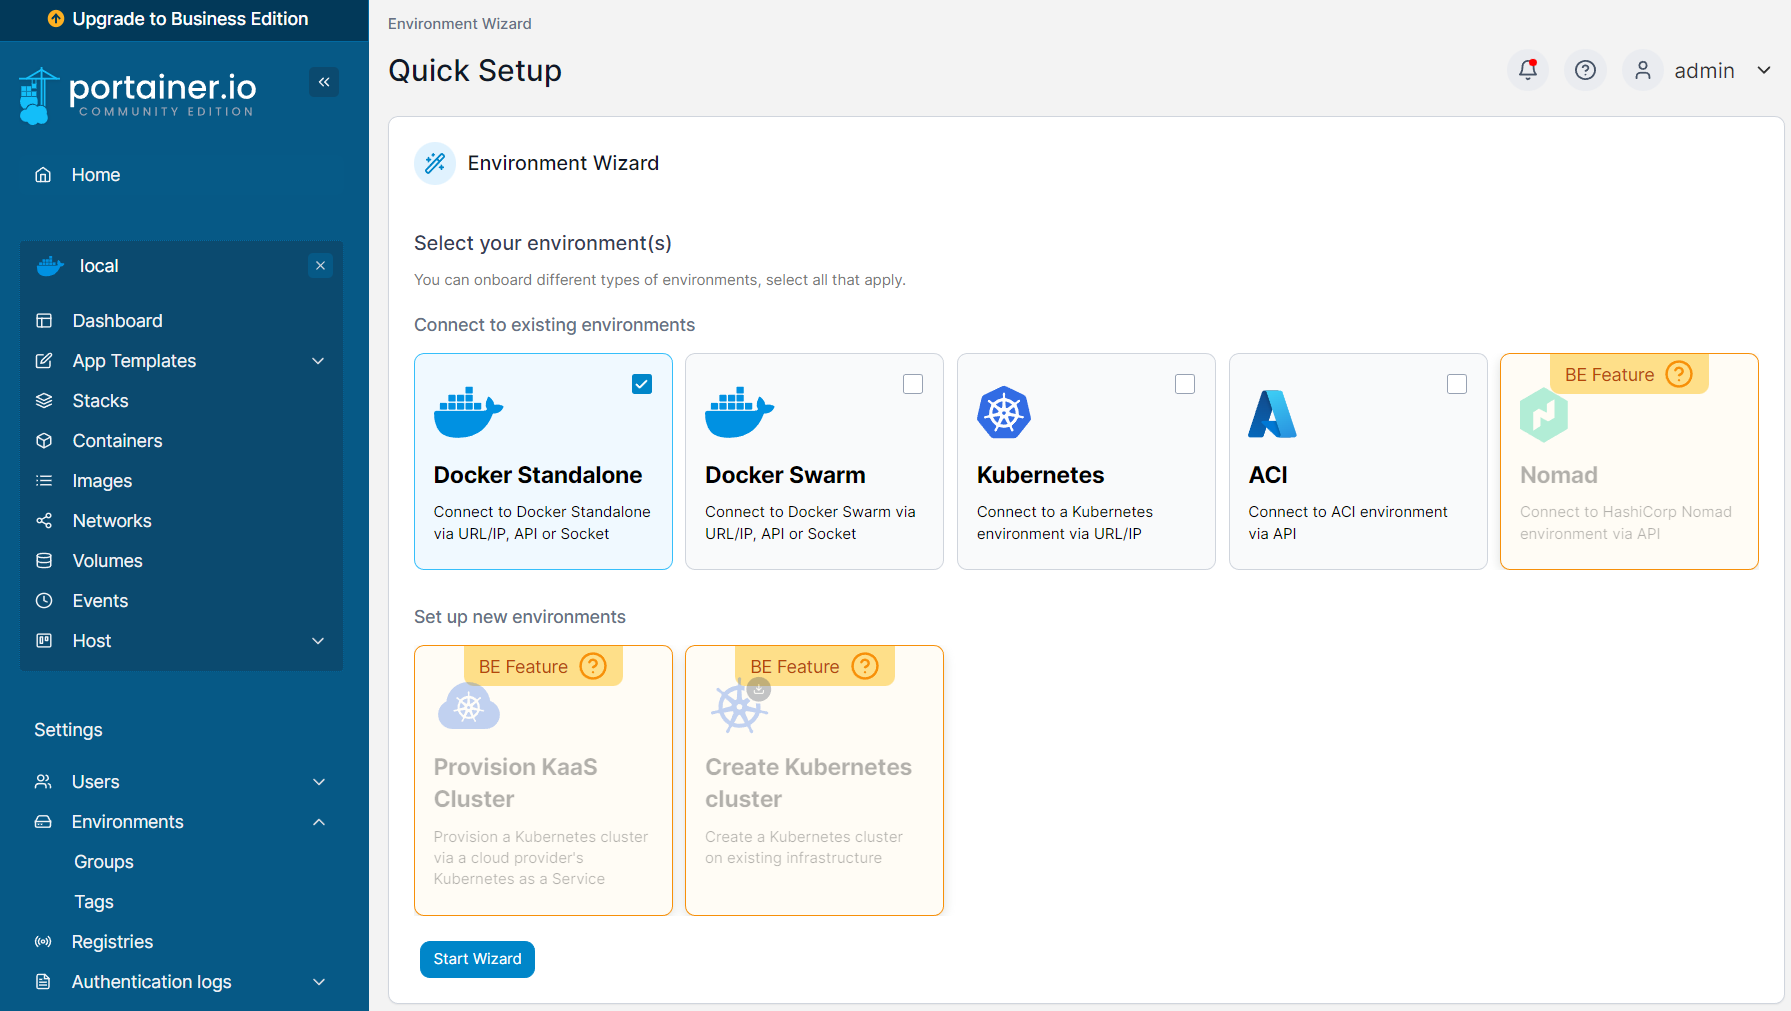 Upgrade to Business Edition
portainer.io
COMMUNITY EDITION
Home
local
Dashboard
App Templates
Stacks
Containers
Images
Networks
Volumes
Events
Host
Settings
Users
Environments
Groups
Tags
Registries
Authentication logs
Environment Wizard
Quick Setup
admin
Environment Wizard
Select your environment(s)
You can onboard different types of environments, select all that apply.
Connect to existing environments
Docker Standalone
Connect to Docker Standalone
via URL/IP, API or Socket
Docker Swarm
Connect to Docker Swarm via
URL/IP, API or Socket
Kubernetes
Connect to a Kubernetes
environment via URL/IP
ACI
Connect to ACI environment
via API
BE Feature
Nomad
Connect to HashiCorp Nomad
environment via API
Set up new environments
BE Feature
Provision KaaS
Cluster
Provision a Kubernetes cluster
via a cloud provider's
Kubernetes as a Service
BE Feature
Create Kubernetes
cluster
Create a Kubernetes cluster
on existing infrastructure
Start Wizard